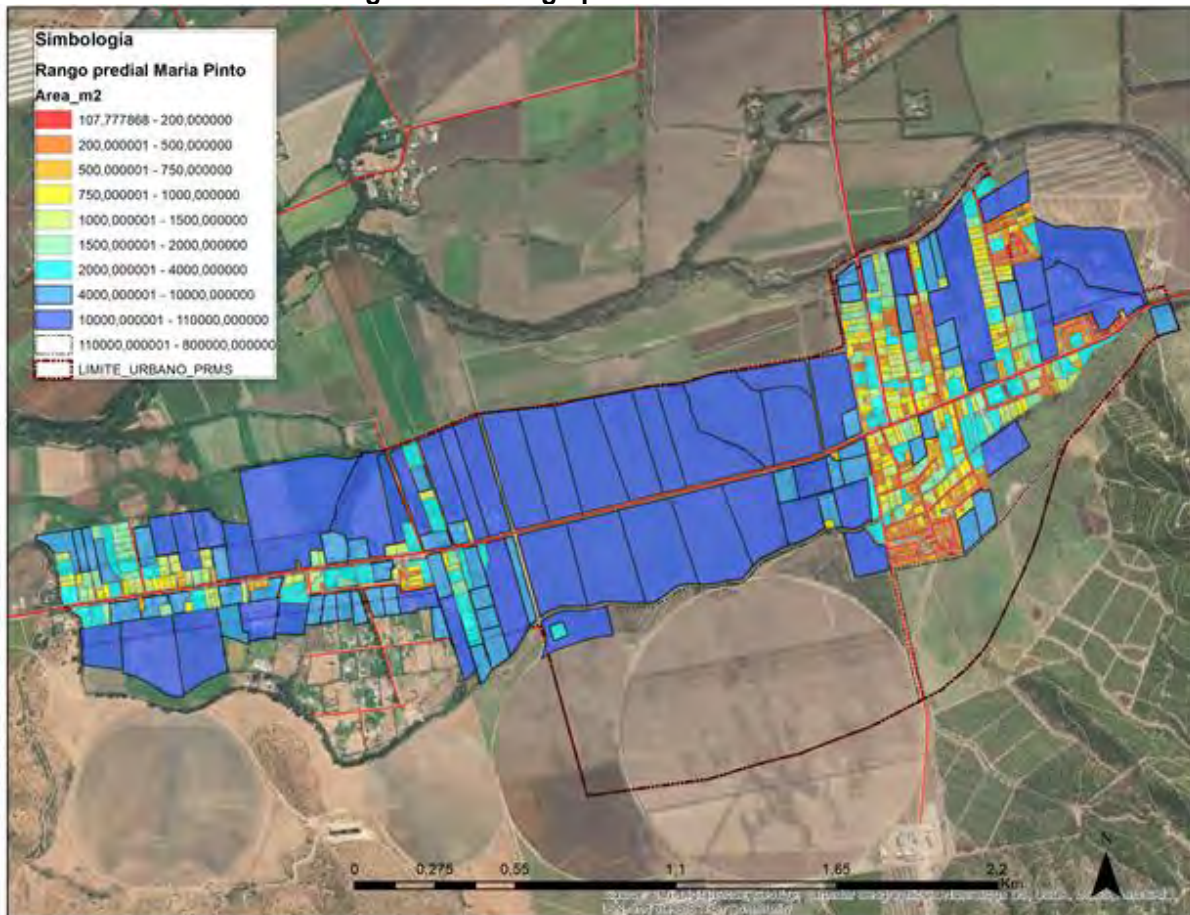 Simbología
Rango predial Maria Pinto
Area_m2
107,777868 - 200,000000
200,000001 - 500,000000
500,000001 - 750,000000
750,000001 - 1000,000000
1000,000001 - 1500,000000
1500,000001 - 2000,000000
2000,000001 - 4000,000000
4000,000001 - 10000,000000
10000,000001 - 110000,000000
110000,000001 - 800000,000000
LIMITE_URBANO_PRMS
N
0 0,275 0,55 1,1 1,65 2,2
Km